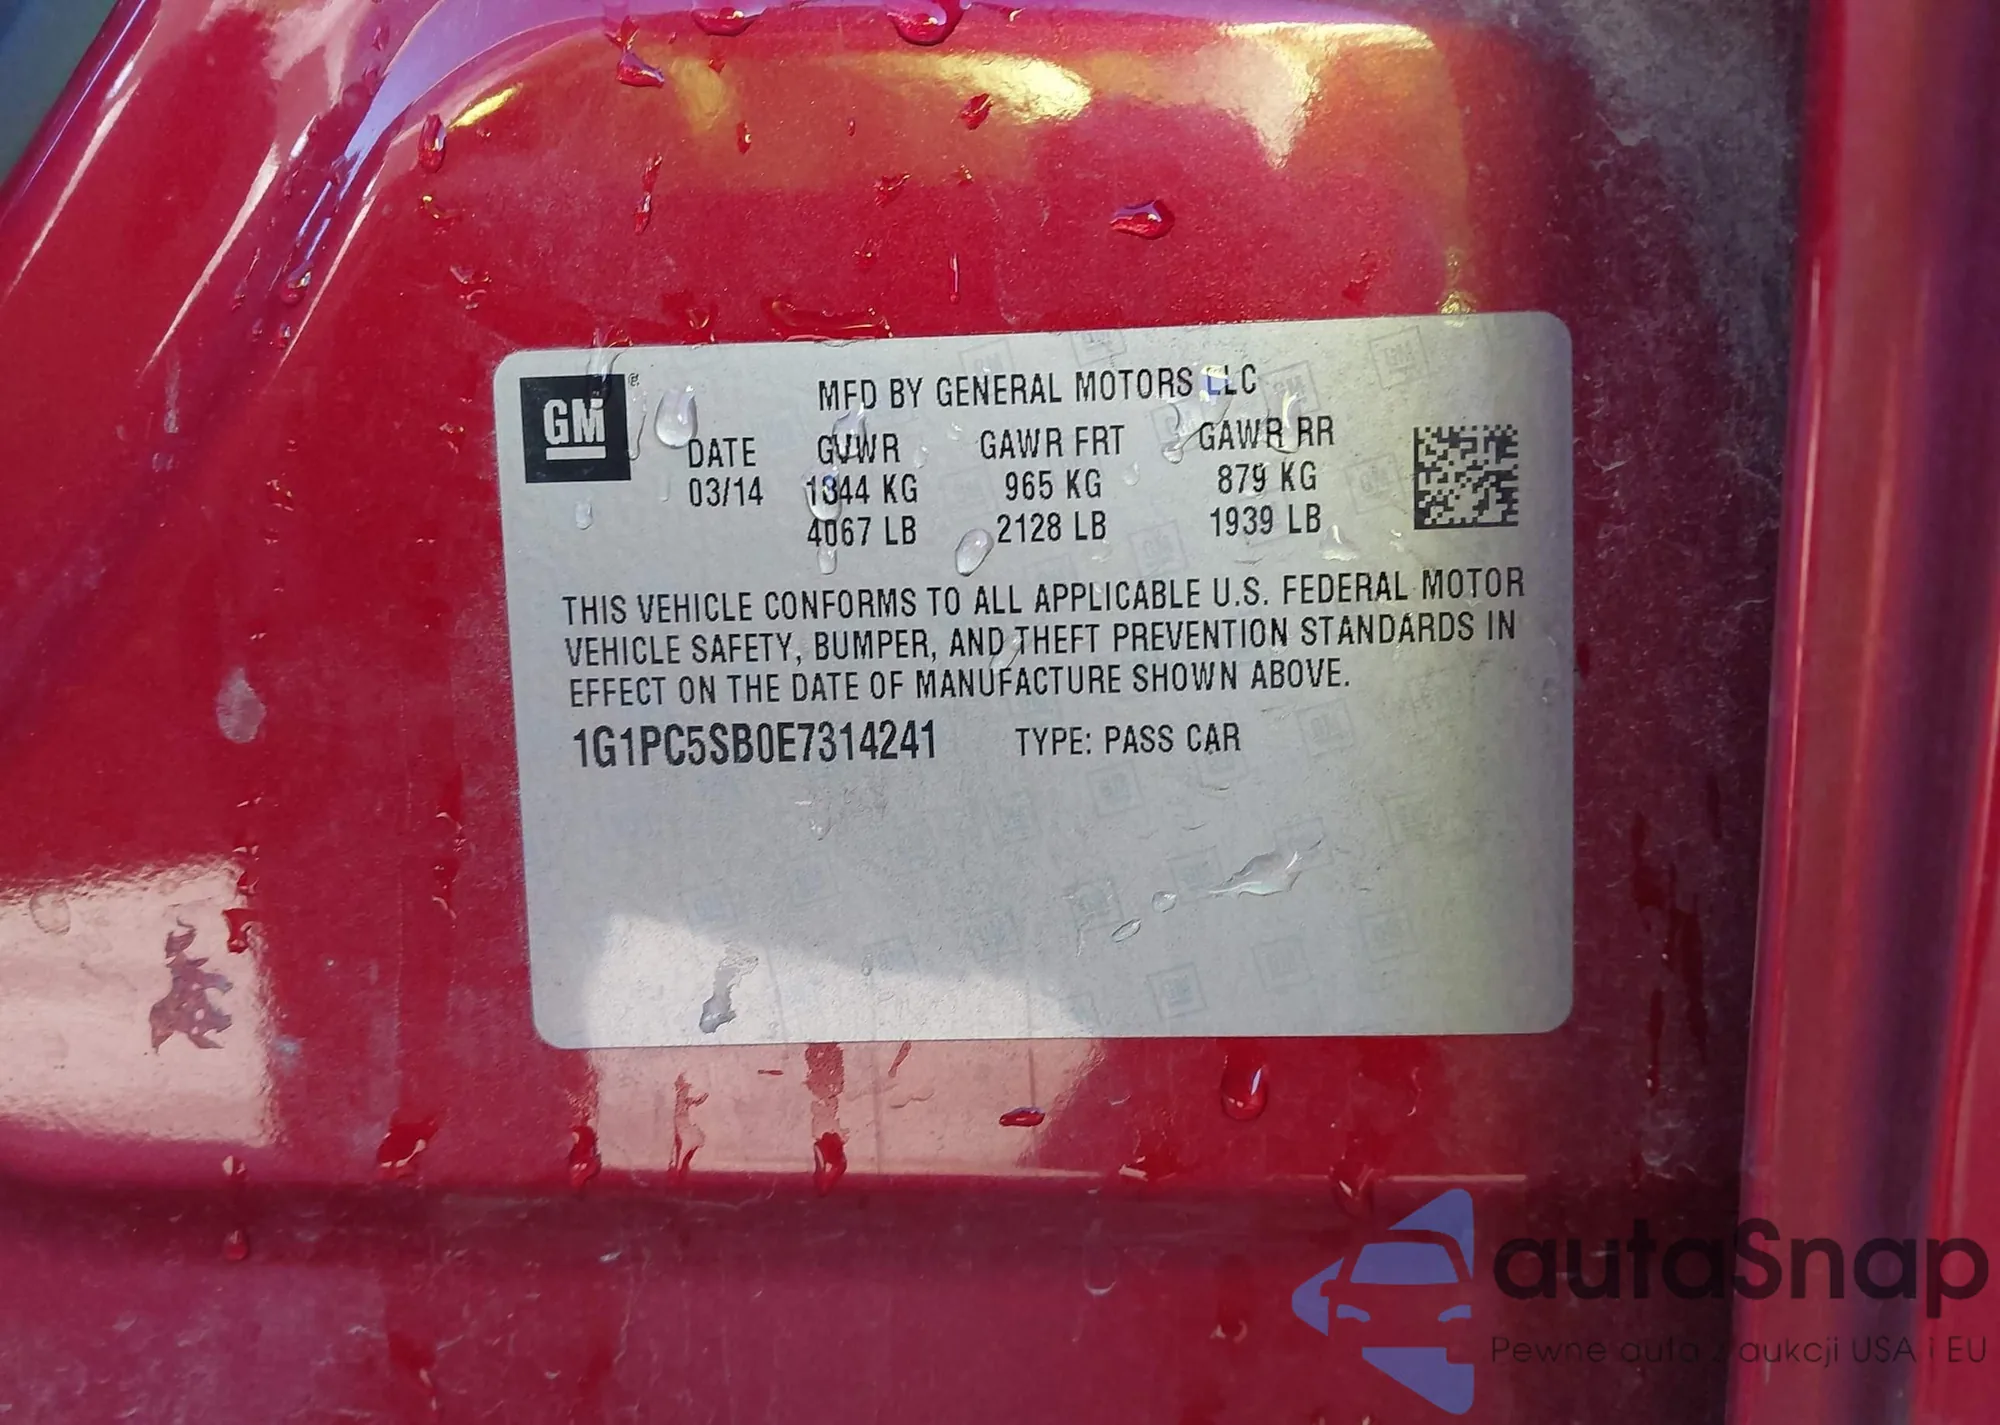 GM®
MFD BY GENERAL MOTORS LLC
DATE GVWR GAWR FRT GAWR RR
03/14 1844 KG 965 KG 879 KG
4067 LB 2128 LB 1939 LB
THIS VEHICLE CONFORMS TO ALL APPLICABLE U.S. FEDERAL MOTOR
VEHICLE SAFETY, BUMPER, AND THEFT PREVENTION STANDARDS IN
EFFECT ON THE DATE OF MANUFACTURE SHOWN ABOVE.
1G1PC5SB0E7314241 TYPE: PASS CAR
autaSnap
Pewne auta z aukcji USA i EU